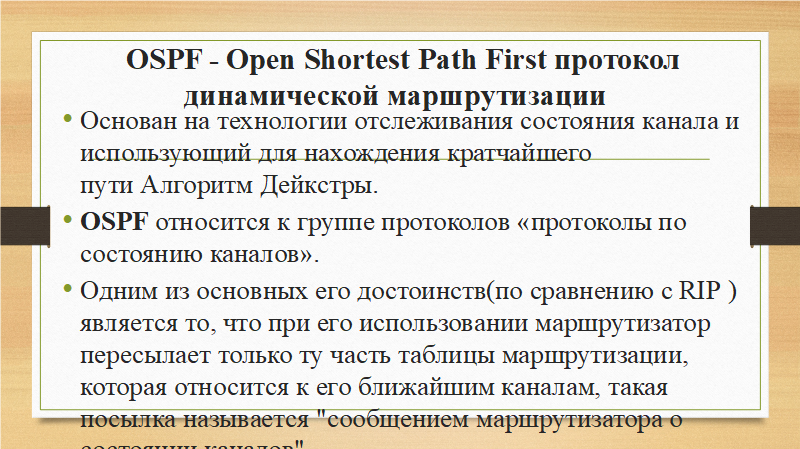 OSPF - Open Shortest Path First протокол
динамической маршрутизации
• Основан на технологии отслеживания состояния канала и
использующий для нахождения кратчайшего
пути Алгоритм Дейкстры.
• OSPF относится к группе протоколов «протоколы по
состоянию каналов».
• Одним из основных его достоинств(по сравнению с RIP )
является то, что при его использовании маршрутизатор
пересылает только ту часть таблицы маршрутизации,
которая относится к его ближайшим каналам, такая
посылка называется "сообщением маршрутизатора о
состоянии каналов"